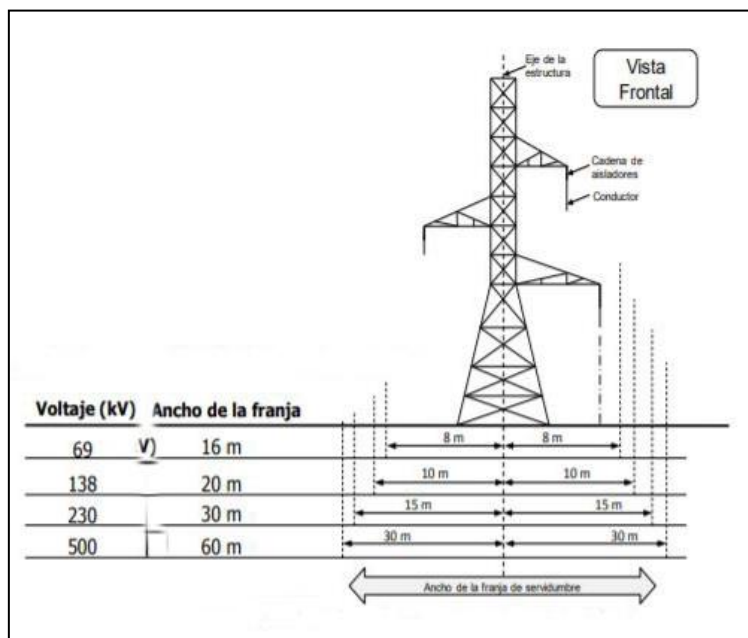 Eje de la
estructura
Vista
Frontal
Cadena de
aisladores
Conductor
Voltaje (kV) Ancho de la franja
69 V) 16 m 8 m 8 m
138 20 m 10 m 10 m
230 30 m 15 m 15 m
500 60 m 30 m 30 m
Ancho de la franja de servidumbre